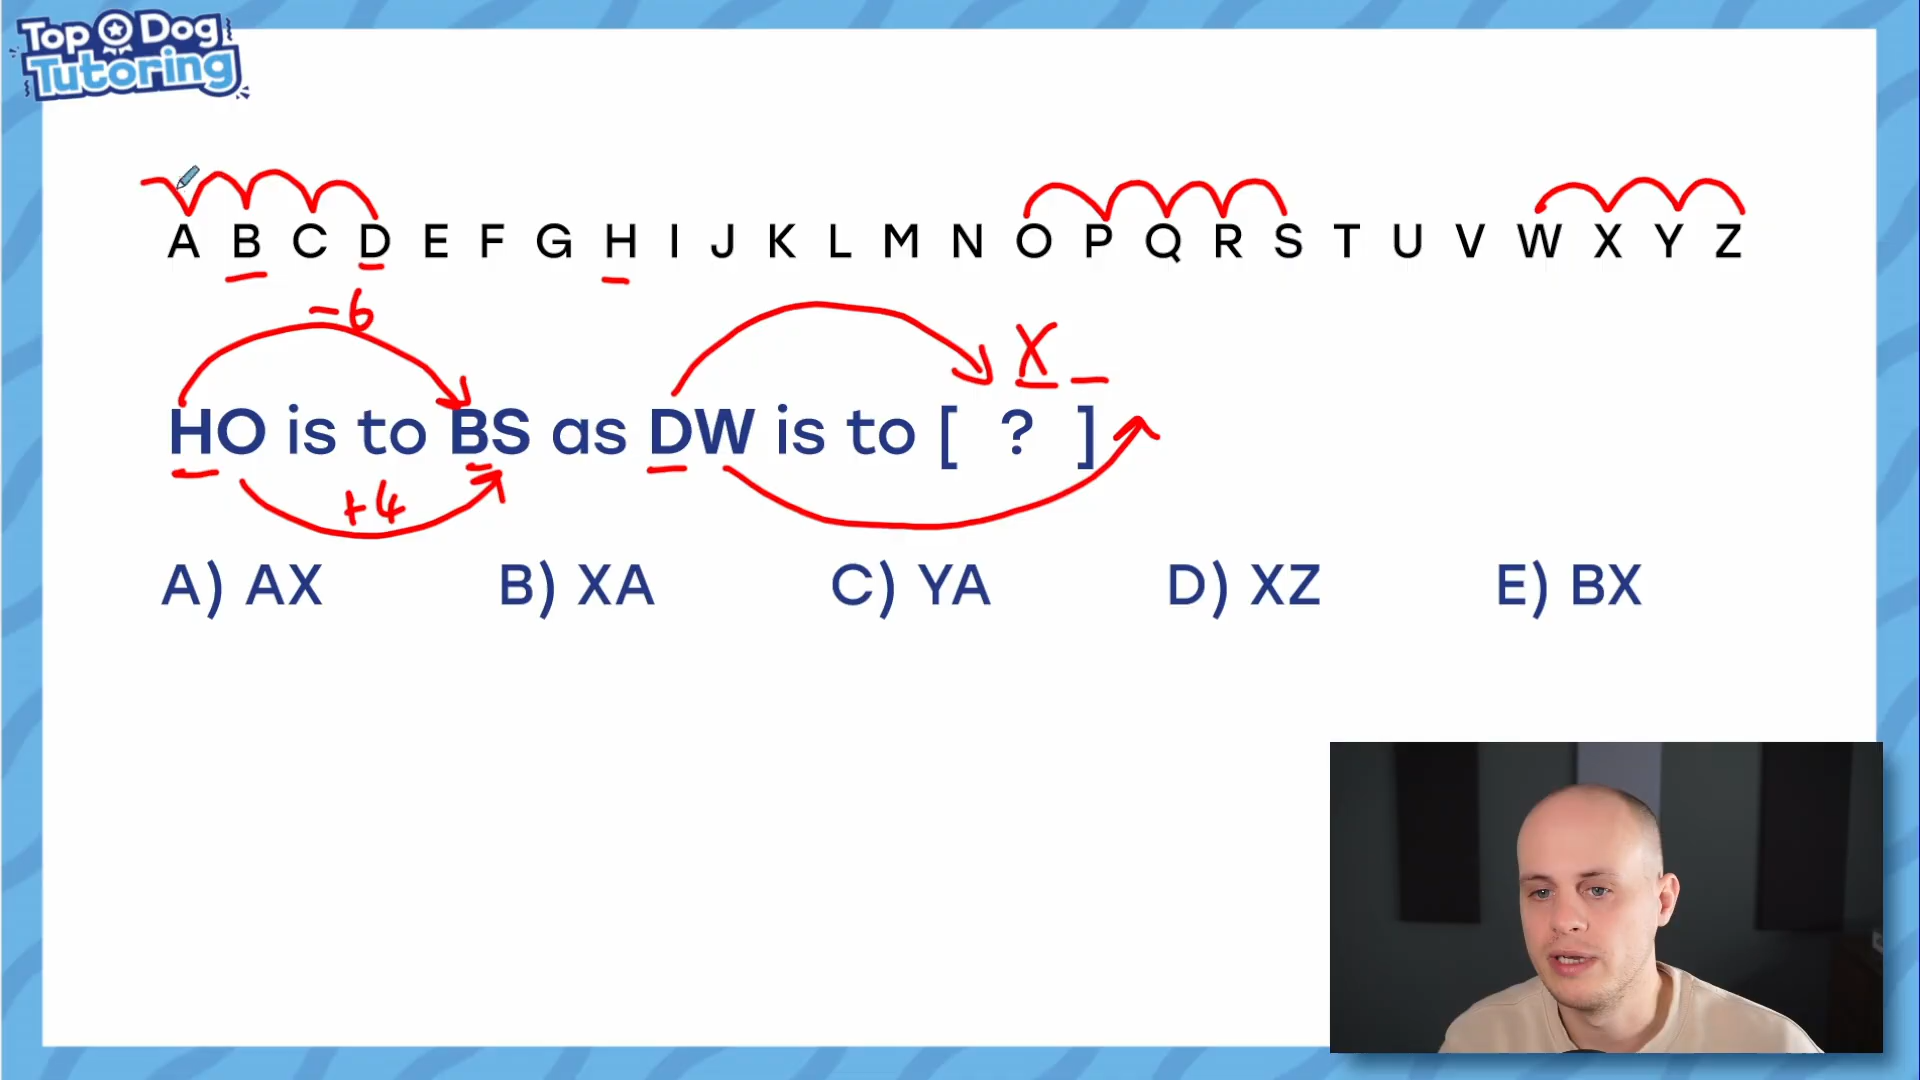 Top Dog
Tutoring
A B C D E F G H I J K L M N O P Q R S T U V W X Y Z
-6
X _
HO is to BS as DW is to [ ? ]
+4
A) AX B) XA C) YA D) XZ E) BX